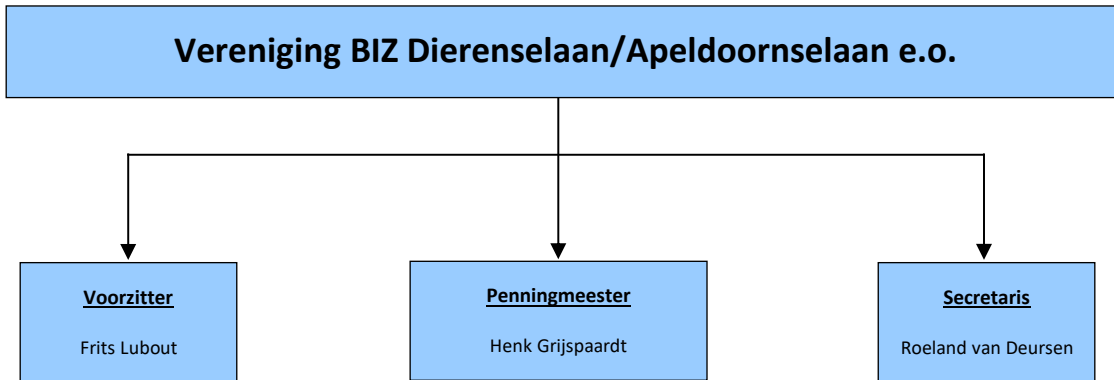 Vereniging BIZ Dierenselaan/Apeldoornselaan e.o.
Voorzitter
Frits Lubout
Penningmeester
Henk Grijspaardt
Secretaris
Roeland van Deursen